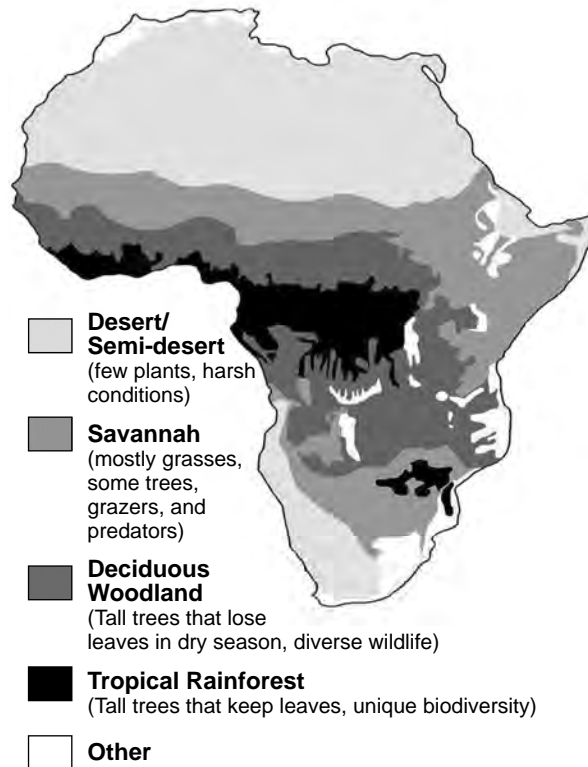 Desert/
Semi-desert
(few plants, harsh
conditions)
Savannah
(mostly grasses,
some trees,
grazers, and
predators)
Deciduous
Woodland
(Tall trees that lose
leaves in dry season, diverse wildlife)
Tropical Rainforest
(Tall trees that keep leaves, unique biodiversity)
Other